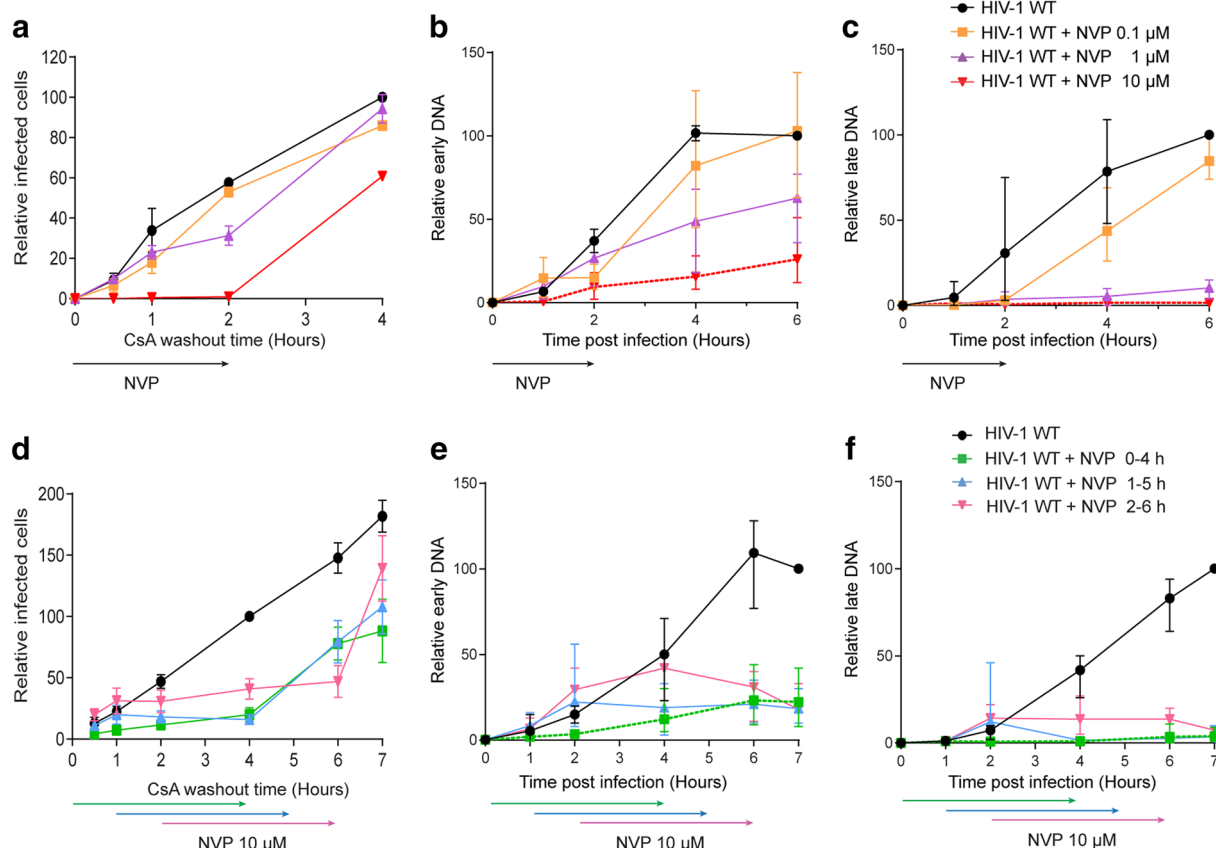 a
Relative infected cells
120
100
80
60
40
20
0
0
1
2
4
CsA washout time (Hours)
NVP
b
Relative early DNA
150
100
50
0
0
2
4
6
Time post infection (Hours)
NVP
c
HIV-1 WT
HIV-1 WT + NVP 0.1 µM
HIV-1 WT + NVP 1 µM
HIV-1 WT + NVP 10 µM
Relative late DNA
150
100
50
0
0
2
4
6
Time post infection (Hours)
NVP
d
Relative infected cells
200
150
100
50
0
0
1
2
3
4
5
6
7
CsA washout time (Hours)
NVP 10 µM
e
Relative early DNA
150
100
50
0
0
1
2
3
4
5
6
7
Time post infection (Hours)
NVP 10 µM
f
HIV-1 WT
HIV-1 WT + NVP 0-4 h
HIV-1 WT + NVP 1-5 h
HIV-1 WT + NVP 2-6 h
Relative late DNA
150
100
50
0
0
1
2
3
4
5
6
7
Time post infection (Hours)
NVP 10 µM